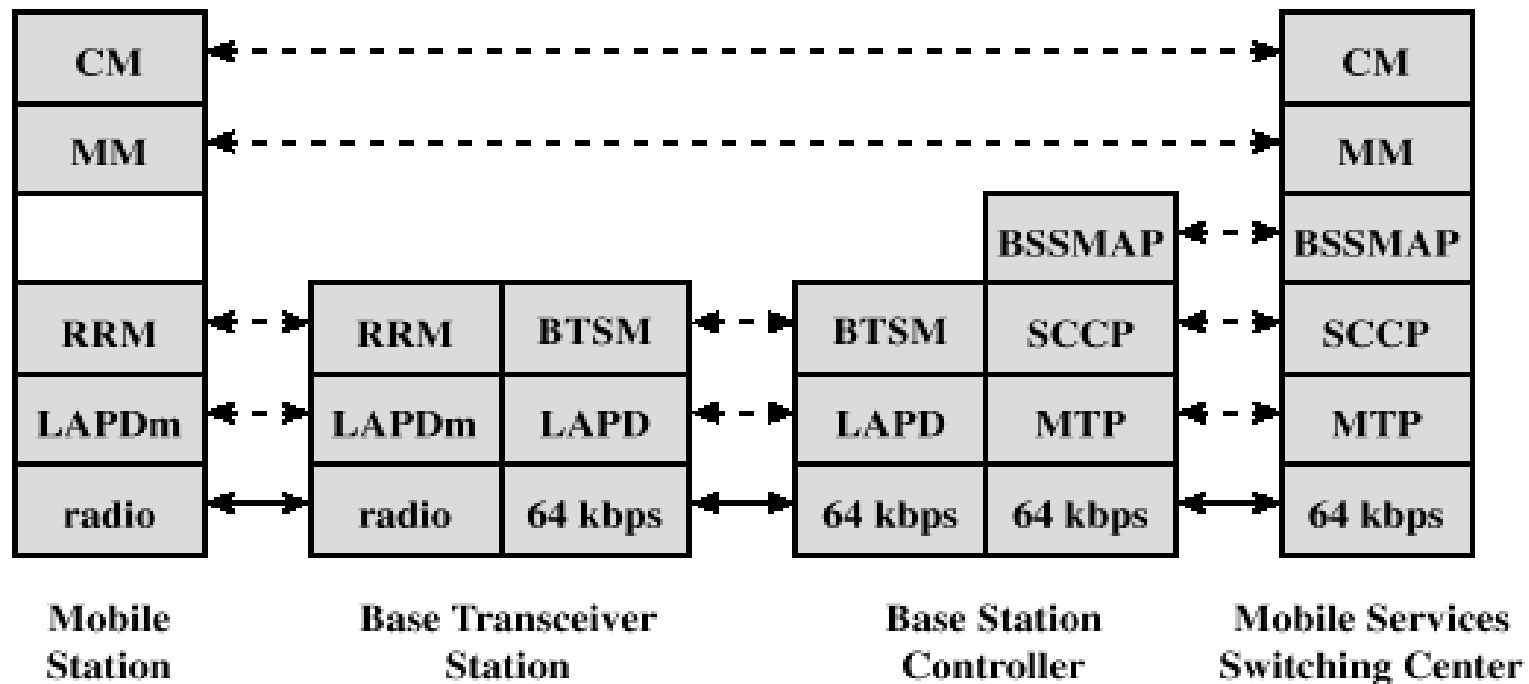 CM
CM
MM
MM
BSSMAP
BSSMAP
RRM
RRM
BTSM
BTSM
SCCP
SCCP
LAPDm
LAPDm
LAPD
LAPD
MTP
MTP
radio
radio
64 kbps
64 kbps
64 kbps
64 kbps
Mobile
Station
Base Transceiver
Station
Base Station
Controller
Mobile Services
Switching Center